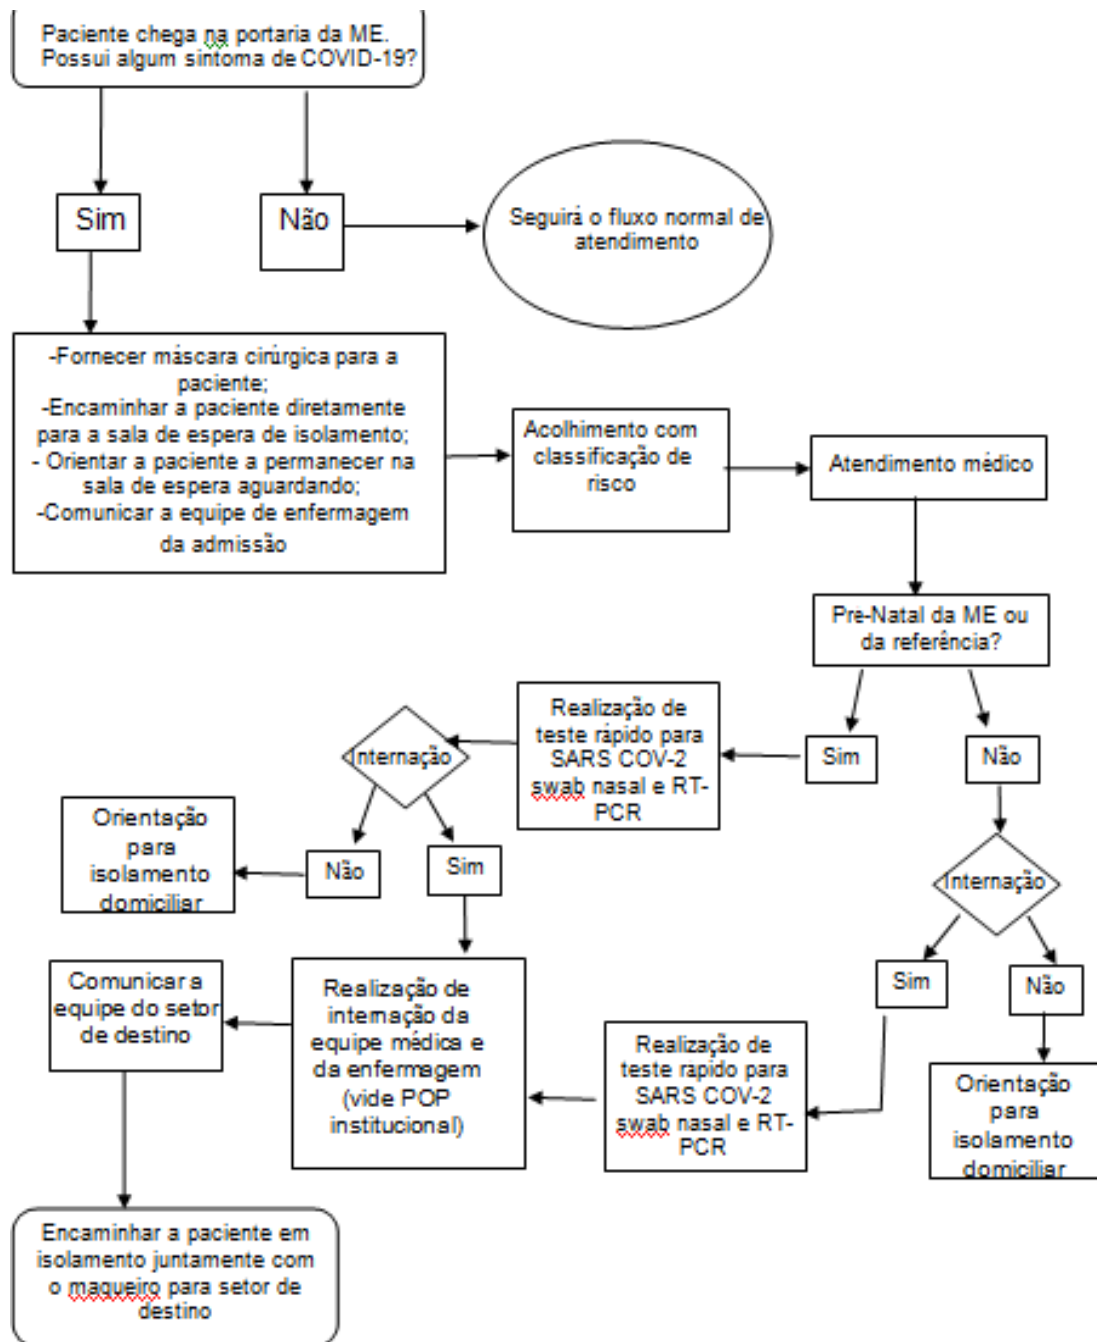 Paciente chega na portaria da ME.
Possui algum sintoma de COVID-19?
Sim
Não
Seguirá o fluxo normal de
atendimento
-Fornecer máscara cirúrgica para a
paciente;
-Encaminhar a paciente diretamente
para a sala de espera de isolamento;
- Orientar a paciente a permanecer na
sala de espera aguardando;
-Comunicar a equipe de enfermagem
da admissão
Acolhimento com
classificação de
risco
Atendimento médico
Pre-Natal da ME ou
da referência?
Sim
Não
Realização de
teste rápido para
SARS COV-2
swab nasal e RT-
PCR
Internação
Não
Sim
Orientação
para
isolamento
domiciliar
Internação
Sim
Não
Orientação
para
isolamento
domiciliar
Realização de
teste rapido para
SARS COV-2
swab nasal e RT-
PCR
Realização de
internação da
equipe médica e
da enfermagem
(vide POP
institucional)
Comunicar a
equipe do setor
de destino
Encaminhar a paciente em
isolamento juntamente com
o maqueiro para setor de
destino